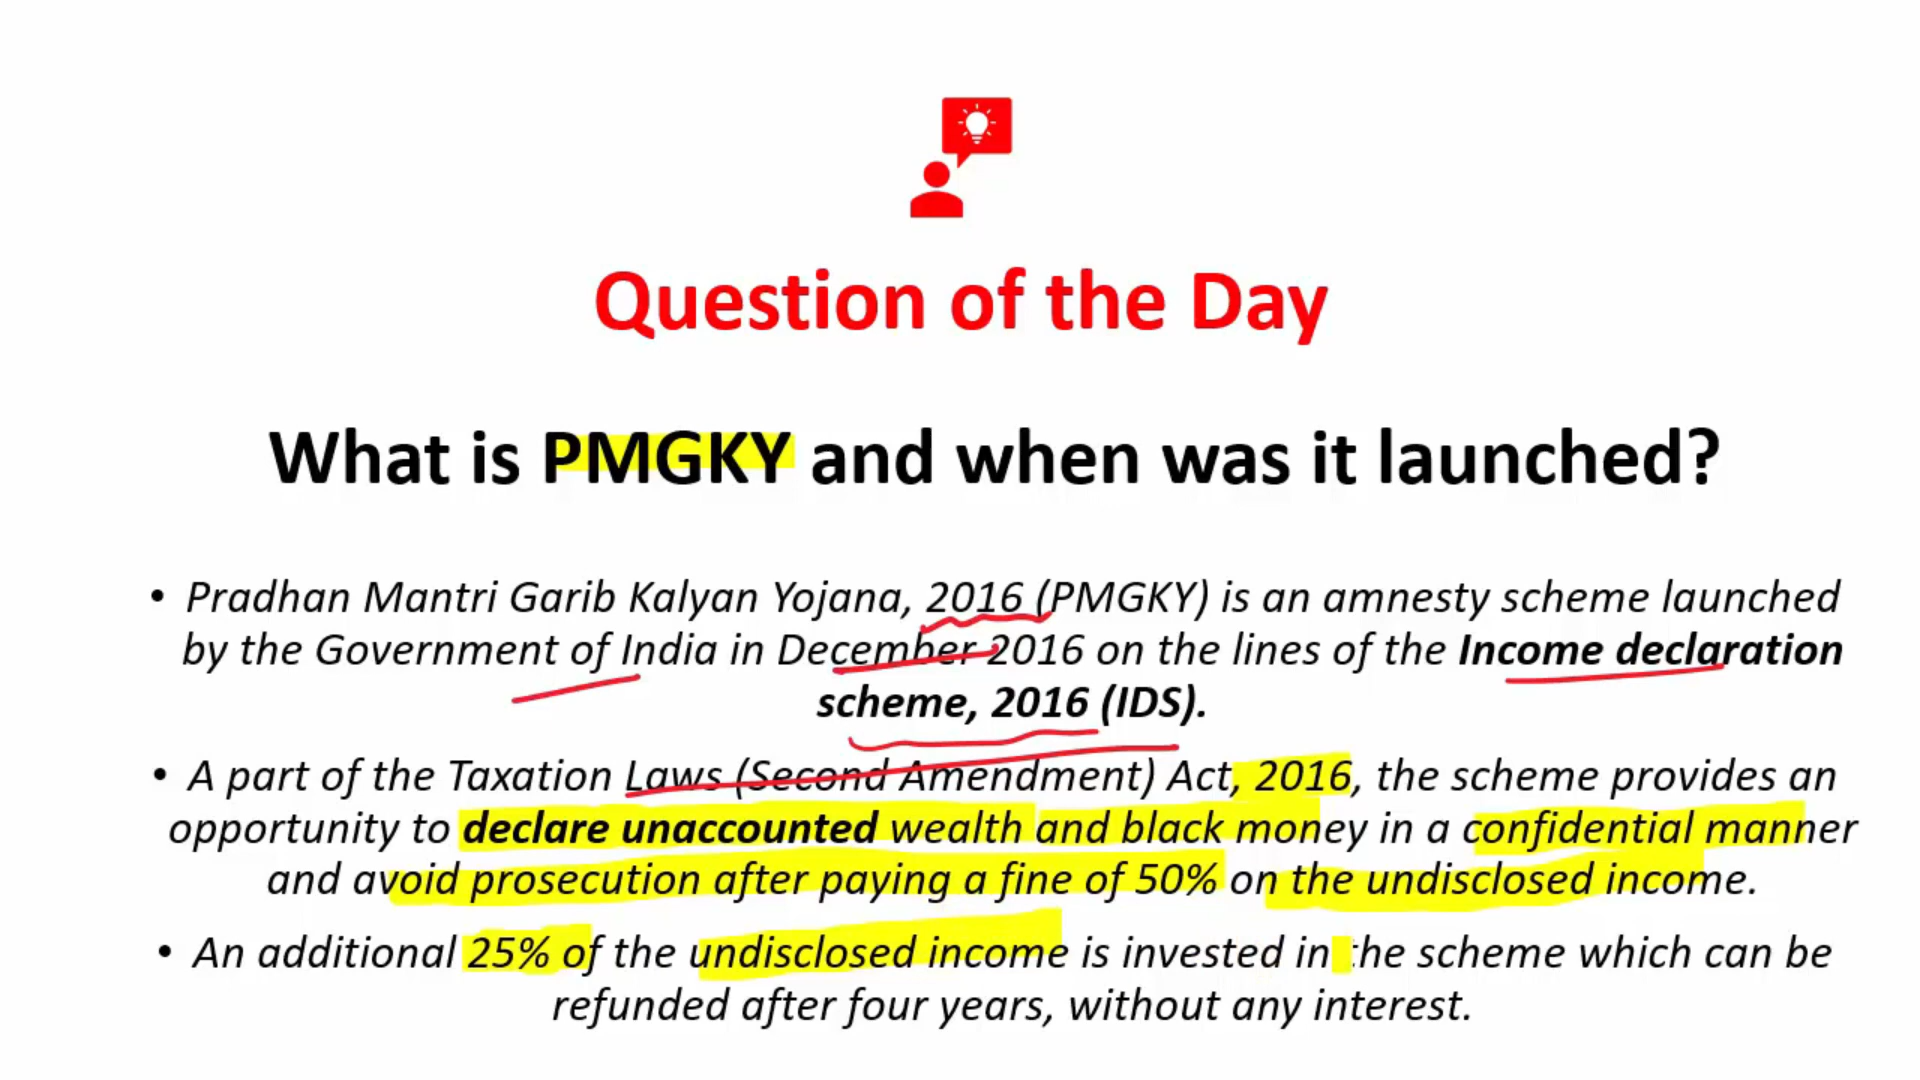 Question of the Day
What is PMGKY and when was it launched?
• Pradhan Mantri Garib Kalyan Yojana, 2016 (PMGKY) is an amnesty scheme launched
by the Government of India in December 2016 on the lines of the Income declaration
scheme, 2016 (IDS).
• A part of the Taxation Laws (Second Amendment) Act, 2016, the scheme provides an
opportunity to declare unaccounted wealth and black money in a confidential manner
and avoid prosecution after paying a fine of 50% on the undisclosed income.
• An additional 25% of the undisclosed income is invested in the scheme which can be
refunded after four years, without any interest.